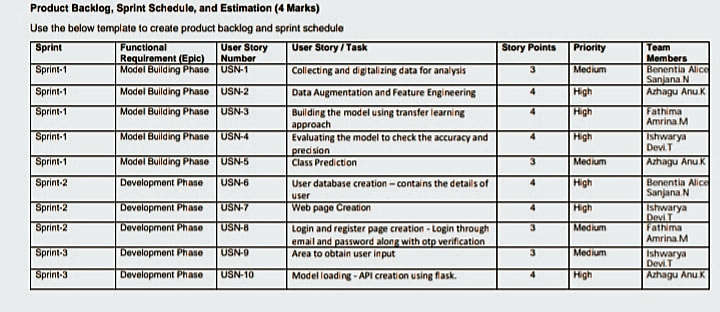 Product Backlog, Sprint Schedule, and Estimation (4 Marks)
Use the below template to create product backlog and sprint schedule
Sprint Functional Requirement (Epic) User Story Number User Story / Task Story Points Priority Team Members
Sprint-1 Model Building Phase USN-1 Collecting and digitalizing data for analysis 3 Medium Benentia Alice Sanjana.N
Sprint-1 Model Building Phase USN-2 Data Augmentation and Feature Engineering 4 High Azhagu Anu.K
Sprint-1 Model Building Phase USN-3 Building the model using transfer learning approach 4 High Fathima Amrina.M
Sprint-1 Model Building Phase USN-4 Evaluating the model to check the accuracy and precision 4 High Ishwarya Devi.T
Sprint-1 Model Building Phase USN-5 Class Prediction 3 Medium Azhagu Anu.K
Sprint-2 Development Phase USN-6 User database creation – contains the details of user 4 High Benentia Alice Sanjana.N
Sprint-2 Development Phase USN-7 Web page Creation 4 High Ishwarya Devi.T
Sprint-2 Development Phase USN-8 Login and register page creation - Login through email and password along with otp verification 3 Medium Fathima Amrina.M
Sprint-3 Development Phase USN-9 Area to obtain user input 3 Medium Ishwarya Devi.T
Sprint-3 Development Phase USN-10 Model loading - API creation using flask. 4 High Azhagu Anu.K